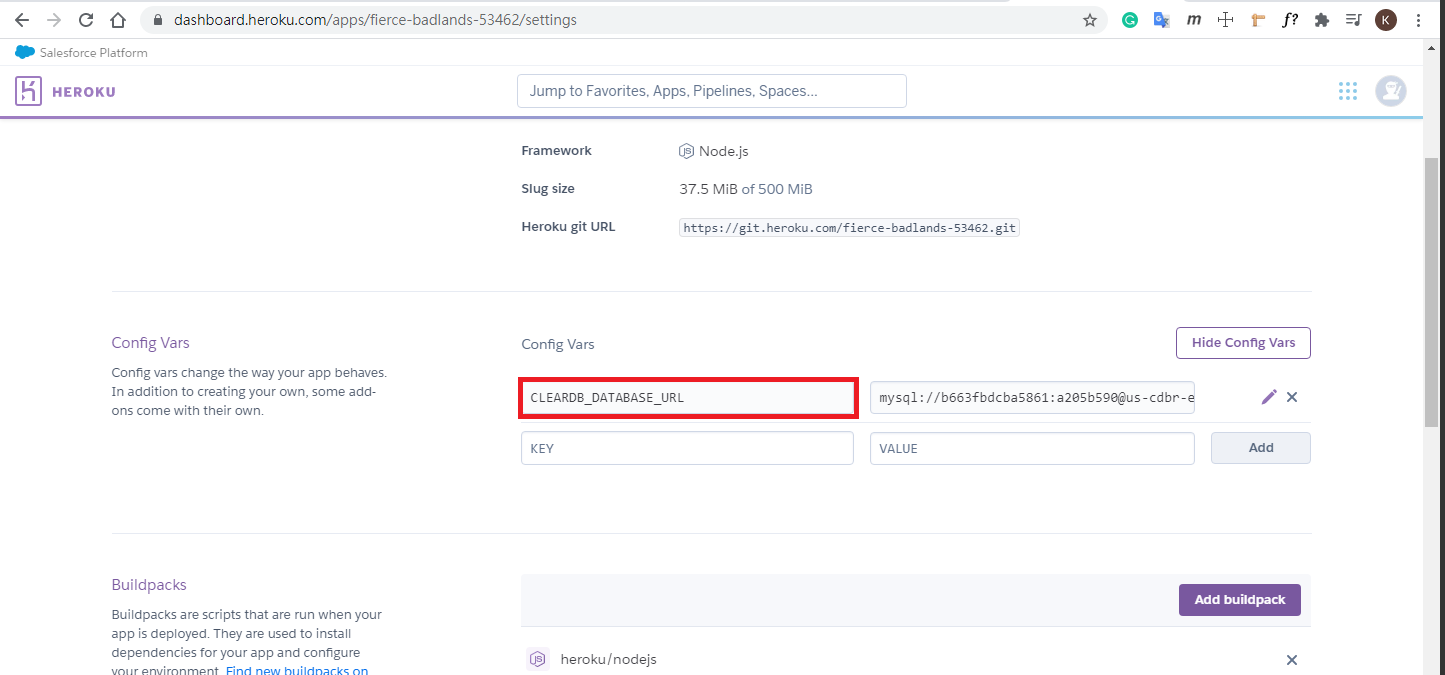 dashboard.heroku.com/apps/fierce-badlands-53462/settings
m
f?
K
Salesforce Platform
HEROKU
Jump to Favorites, Apps, Pipelines, Spaces...
Framework
JS Node.js
Slug size
37.5 MiB of 500 MiB
Heroku git URL
https://git.heroku.com/fierce-badlands-53462.git
Config Vars
Config vars change the way your app behaves.
In addition to creating your own, some add-
ons come with their own.
Config Vars
Hide Config Vars
CLEARDB_DATABASE_URL
mysql://b663fbdcba5861:a205b590@us-cdbr-e
KEY
VALUE
Add
Buildpacks
Buildpacks are scripts that are run when your
app is deployed. They are used to install
dependencies for your app and configure
your environment. Find new buildpacks on
Add buildpack
JS heroku/nodejs